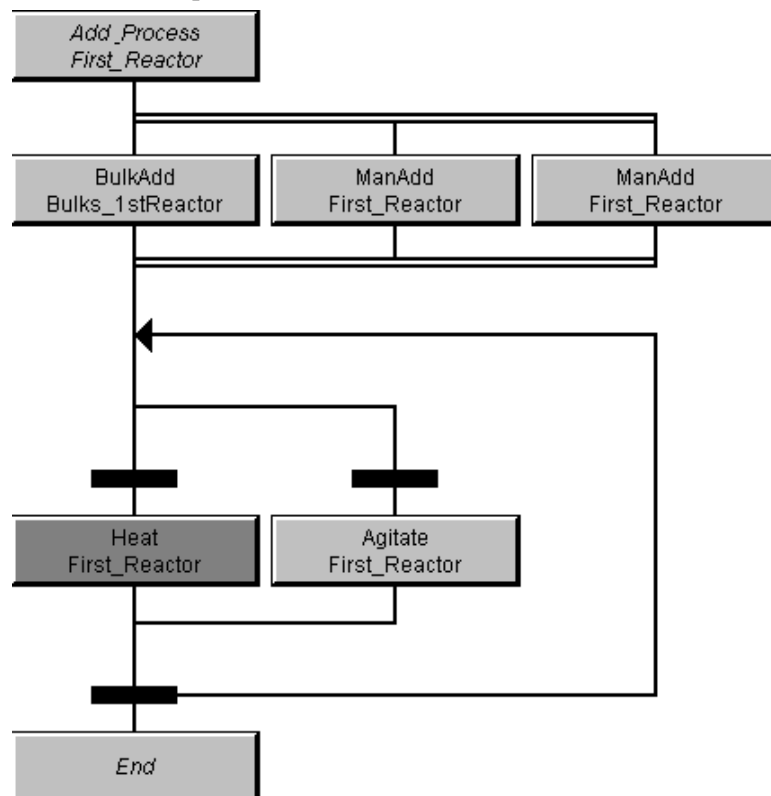 Add_Process
First_Reactor
BulkAdd
Bulks_1stReactor
ManAdd
First_Reactor
ManAdd
First_Reactor
Heat
First_Reactor
Agitate
First_Reactor
End